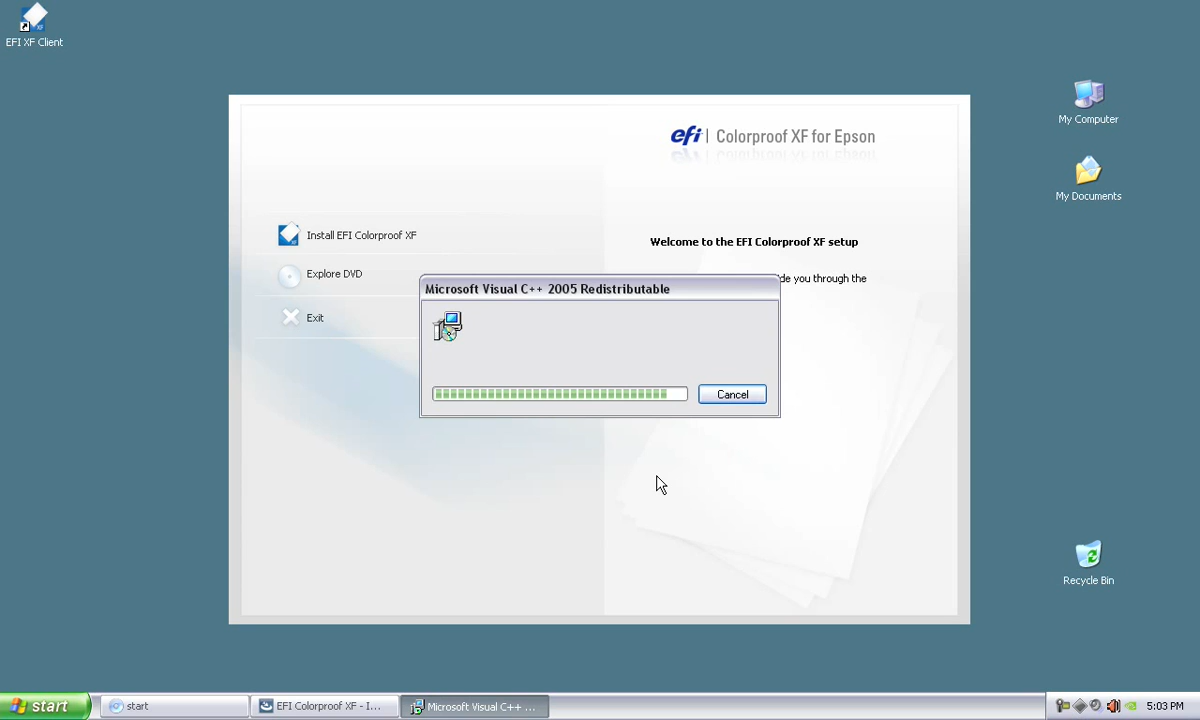 EFI XF Client
efi | Colorproof XF for Epson
My Computer
My Documents
Install EFI Colorproof XF
Welcome to the EFI Colorproof XF setup
Explore DVD
de you through the
Microsoft Visual C++ 2005 Redistributable
Exit
Cancel
Recycle Bin
start
start
EFI Colorproof XF - I...
Microsoft Visual C++ ...
5:03 PM